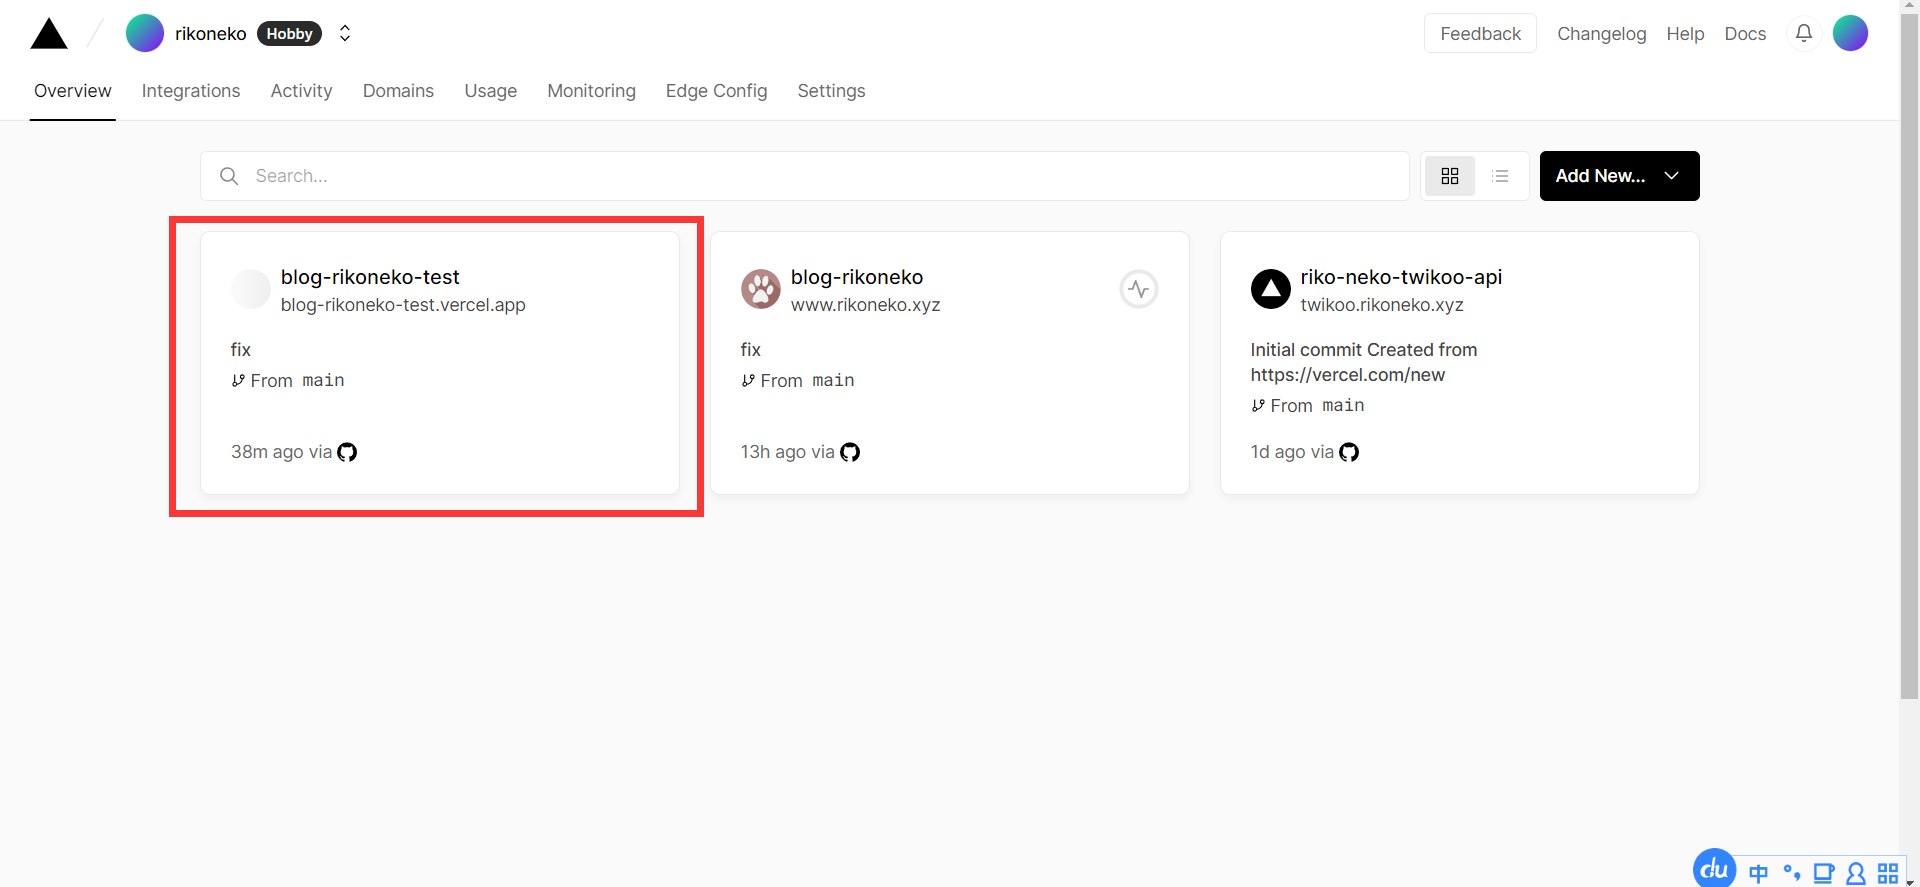 rikoneko Hobby
Feedback Changelog Help Docs
Overview Integrations Activity Domains Usage Monitoring Edge Config Settings
Search... Add New...
blog-rikoneko-test
blog-rikoneko-test.vercel.app
fix
From main
38m ago via
blog-rikoneko
www.rikoneko.xyz
fix
From main
13h ago via
riko-neko-twikoo-api
twikoo.rikoneko.xyz
Initial commit Created from
https://vercel.com/new
From main
1d ago via
du 中 °,